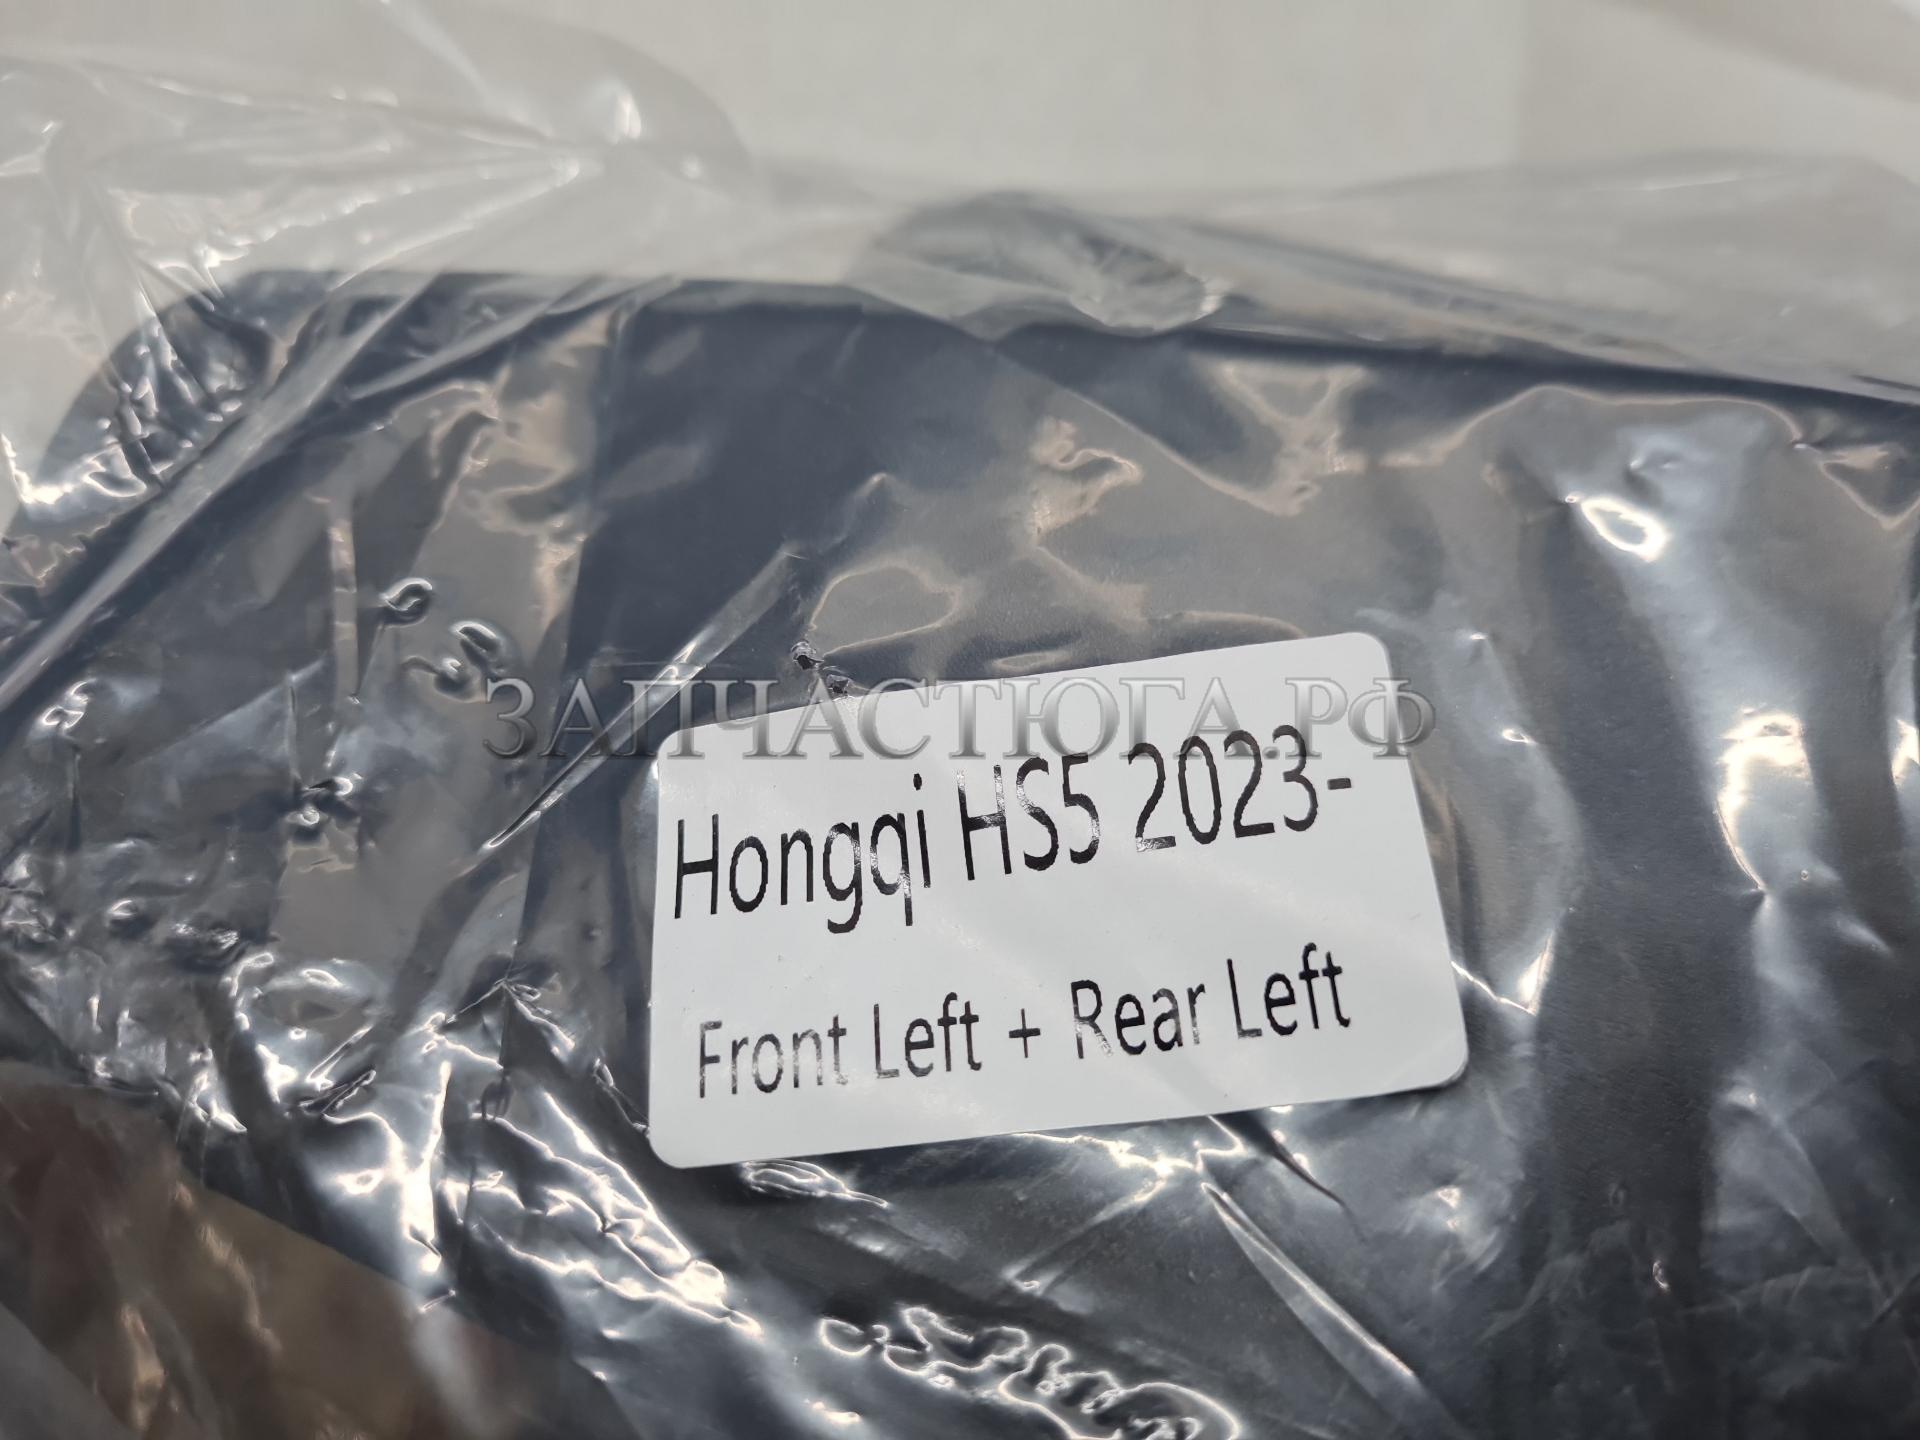 ЗАПЧАСТЮГА.РФ
Hongqi HS5 2023-
Front Left + Rear Left